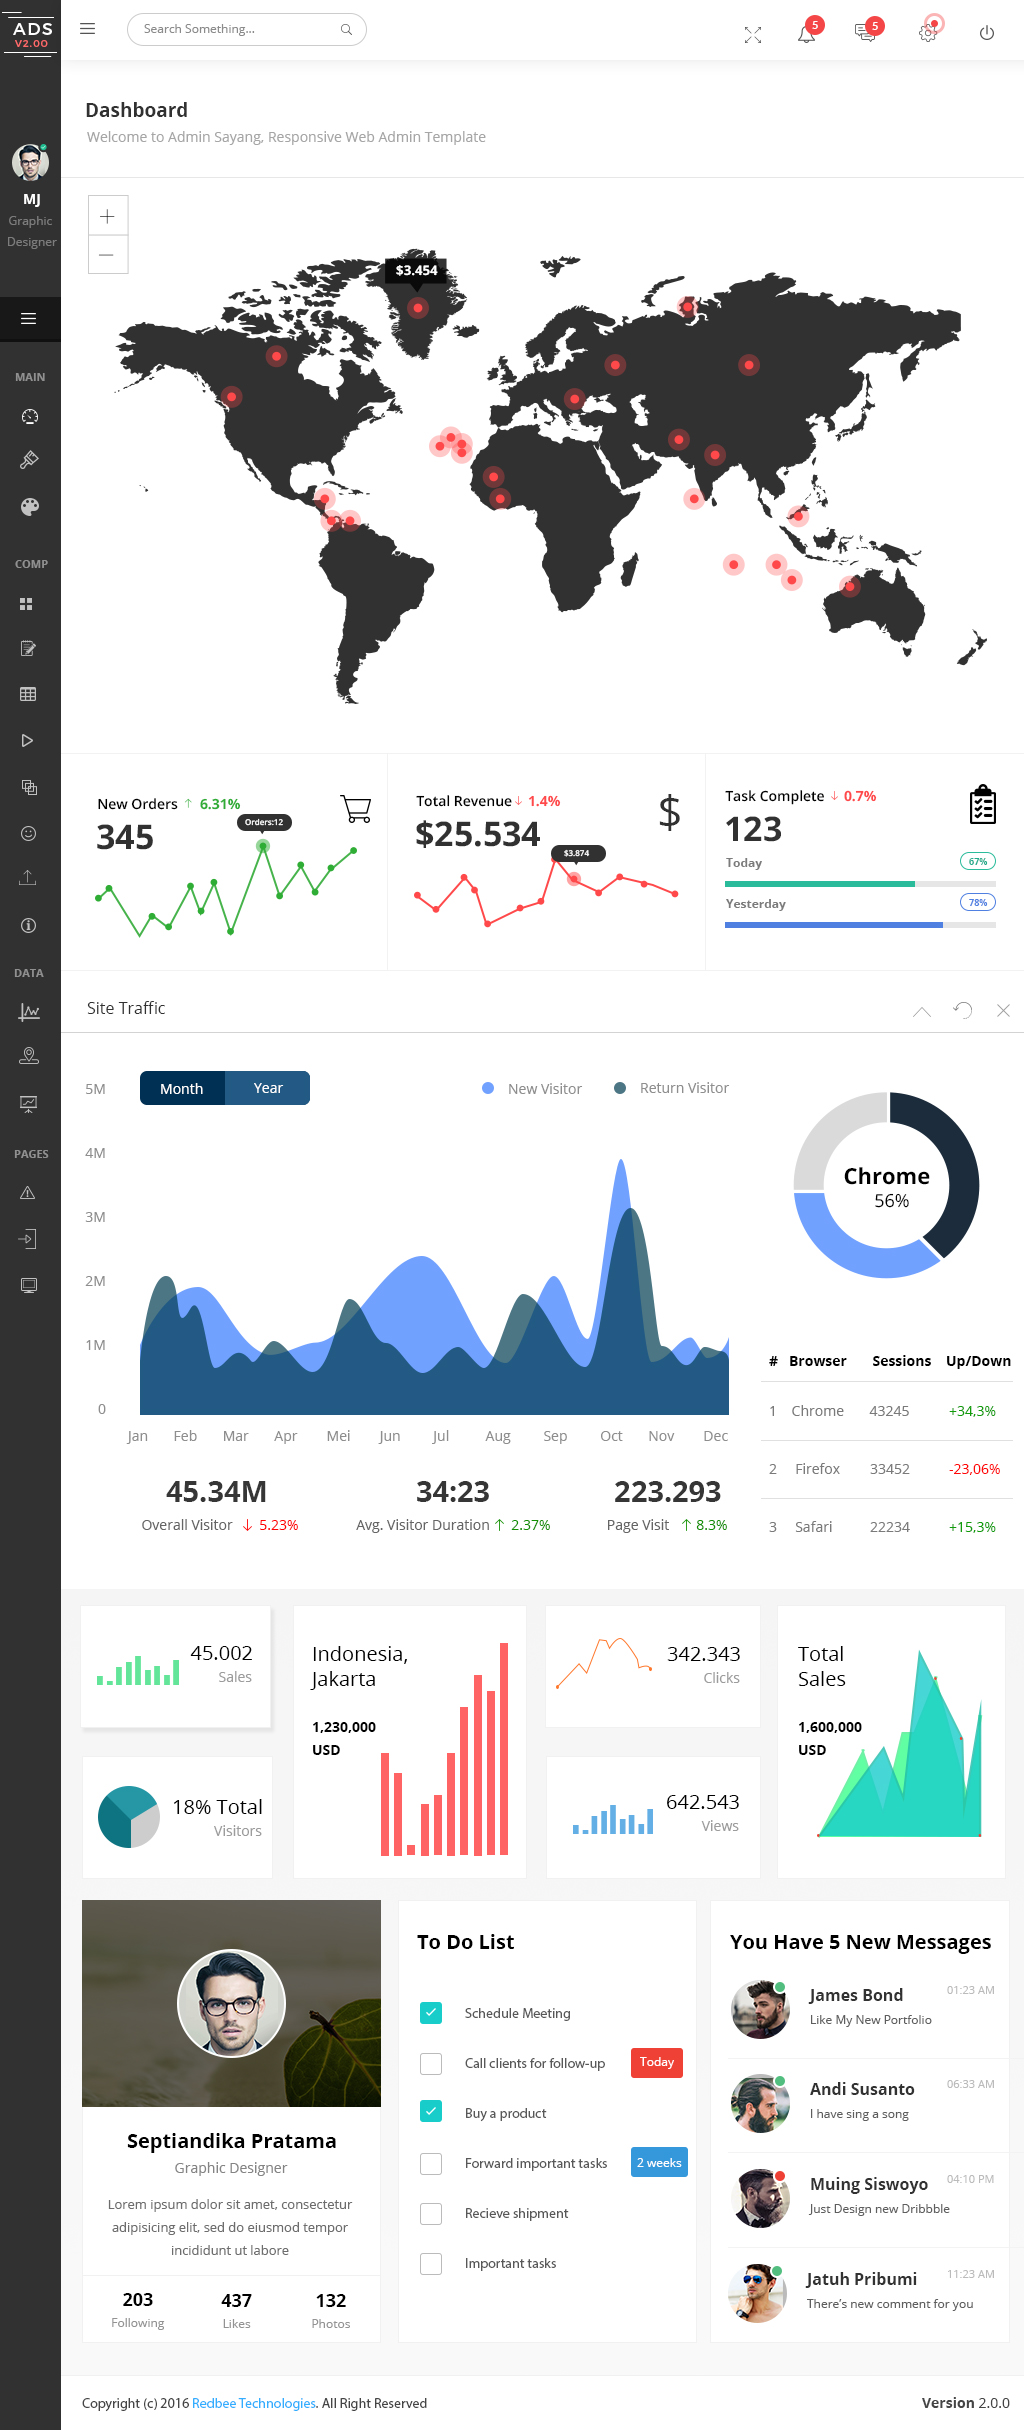 ADS
V2.00
Search Something...
5
5
Dashboard
Welcome to Admin Sayang, Responsive Web Admin Template
MJ
Graphic
Designer
MAIN
COMP
DATA
PAGES
+
−
$3.454
New Orders ↑ 6.31%
345
Orders:12
Total Revenue ↓ 1.4%
$25.534
$
$3.874
Task Complete ↓ 0.7%
123
Today
67%
Yesterday
78%
Site Traffic
Month
Year
New Visitor
Return Visitor
5M
4M
3M
2M
1M
0
Jan Feb Mar Apr Mei Jun Jul Aug Sep Oct Nov Dec
45.34M
Overall Visitor ↓ 5.23%
34:23
Avg. Visitor Duration ↑ 2.37%
223.293
Page Visit ↑ 8.3%
Chrome
56%
# Browser Sessions Up/Down
1 Chrome 43245 +34,3%
2 Firefox 33452 -23,06%
3 Safari 22234 +15,3%
45.002
Sales
18% Total
Visitors
Indonesia,
Jakarta
1,230,000
USD
342.343
Clicks
642.543
Views
Total
Sales
1,600,000
USD
Septiandika Pratama
Graphic Designer
Lorem ipsum dolor sit amet, consectetur
adipisicing elit, sed do eiusmod tempor
incididunt ut labore
203
Following
437
Likes
132
Photos
To Do List
Schedule Meeting
Call clients for follow-up
Today
Buy a product
Forward important tasks
2 weeks
Recieve shipment
Important tasks
You Have 5 New Messages
James Bond
01:23 AM
Like My New Portfolio
Andi Susanto
06:33 AM
I have sing a song
Muing Siswoyo
04:10 PM
Just Design new Dribbble
Jatuh Pribumi
11:23 AM
There's new comment for you
Copyright (c) 2016 Redbee Technologies. All Right Reserved
Version 2.0.0